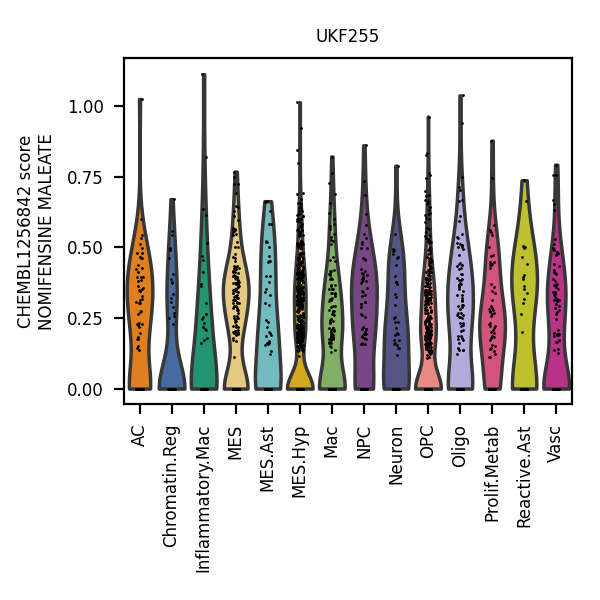 UKF255
CHEMBL1256842 score
NOMIFENSINE MALEATE
1.00
0.75
0.50
0.25
0.00
AC
Chromatin.Reg
Inflammatory.Mac
MES
MES.Ast
MES.Hyp
Mac
NPC
Neuron
OPC
Oligo
Prolif.Metab
Reactive.Ast
Vasc